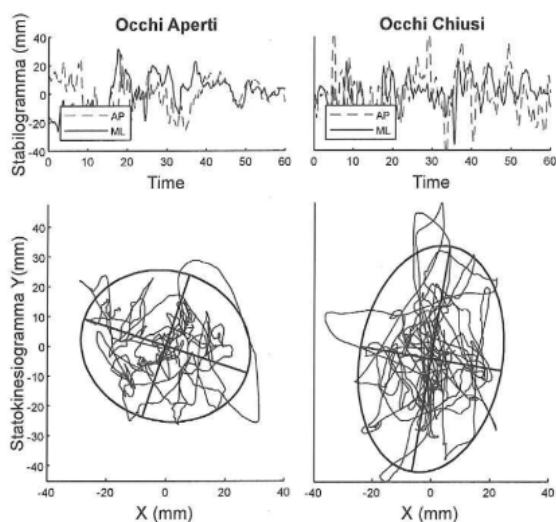 Occhi Aperti
Occhi Chiusi
Stabilogramma (mm)
40
20
0
-20
-40
AP
ML
AP
ML
0 10 20 30 40 50 60
0 10 20 30 40 50 60
Time
Time
Statokinesiogramma Y(mm)
40
30
20
10
0
-10
-20
-30
-40
-40 -20 0 20 40
-40 -20 0 20 40
X (mm)
X (mm)